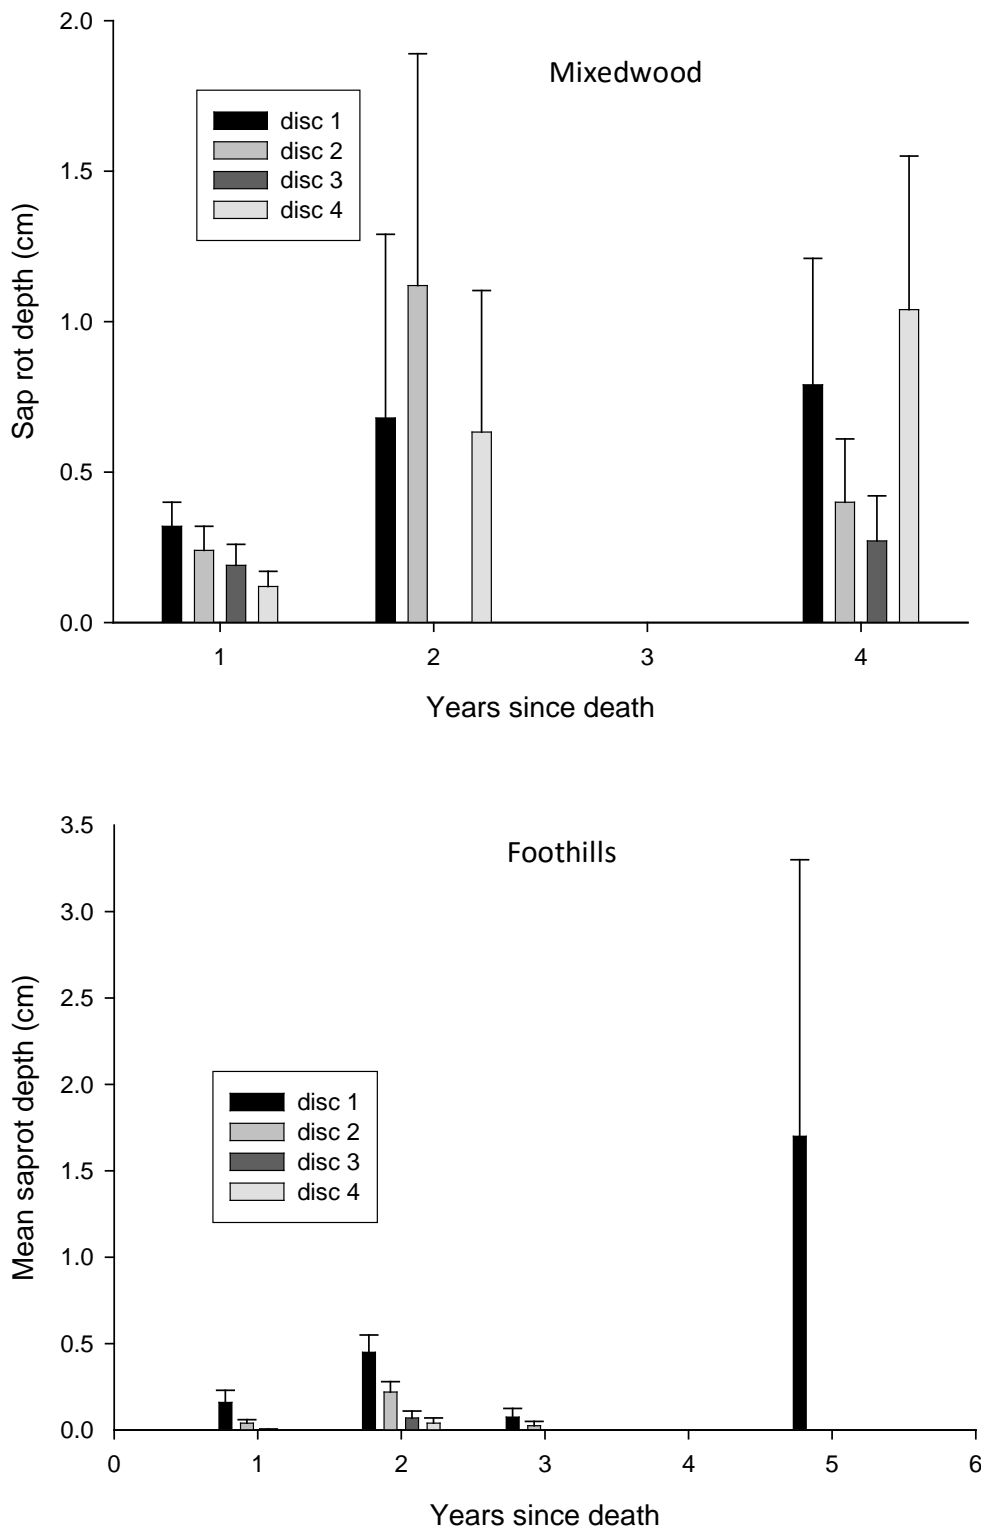 2.0
Mixedwood
disc 1
disc 2
disc 3
disc 4
1.5
1.0
0.5
0.0
Sap rot depth (cm)
1 2 3 4
Years since death
3.5
Foothills
3.0
2.5
2.0
1.5
1.0
0.5
0.0
Mean saprot depth (cm)
disc 1
disc 2
disc 3
disc 4
0 1 2 3 4 5 6
Years since death